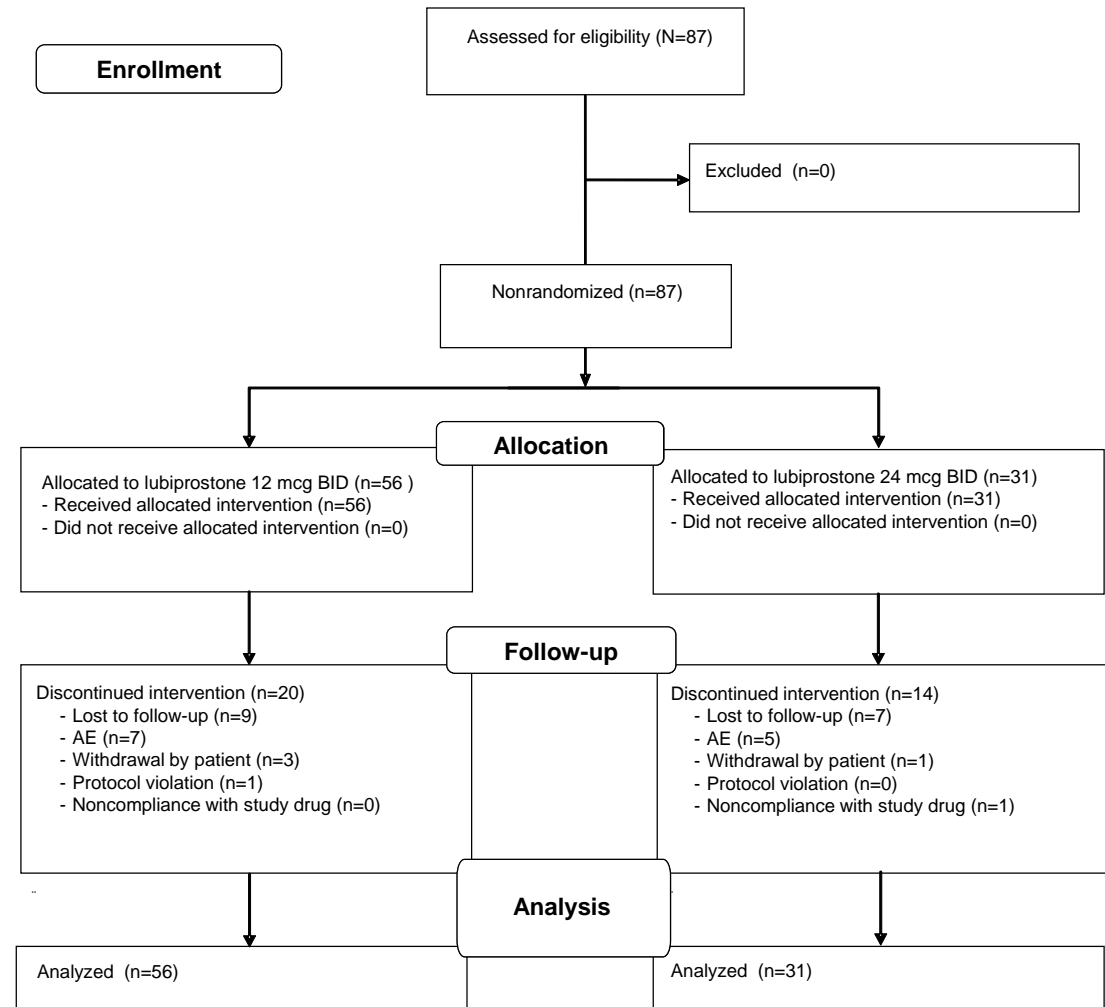 Assessed for eligibility (N=87)
Enrollment
Excluded  (n=0)
Nonrandomized (n=87)
Allocation
Allocated to lubiprostone 12 mcg BID (n=56 )
- Received allocated intervention (n=56)
- Did not receive allocated intervention (n=0)
Allocated to lubiprostone 24 mcg BID (n=31)
- Received allocated intervention (n=31)
- Did not receive allocated intervention (n=0)
Follow-up
Discontinued intervention (n=20)
- Lost to follow-up (n=9)
- AE (n=7)
- Withdrawal by patient (n=3)
- Protocol violation (n=1)
- Noncompliance with study drug (n=0)
Discontinued intervention (n=14)
- Lost to follow-up (n=7)
- AE (n=5)
- Withdrawal by patient (n=1)
- Protocol violation (n=0)
- Noncompliance with study drug (n=1)
Analysis
Analyzed  (n=56)
Analyzed  (n=31)